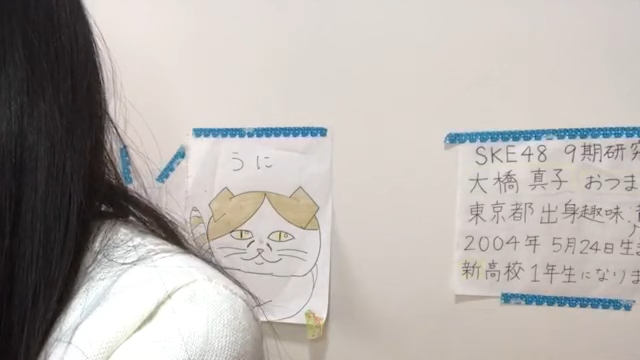 うに
SKE48 9期研究
大橋 真子 おつま
東京都 出身趣味
2004年 5月24日生ま
新高校 1年生になりま